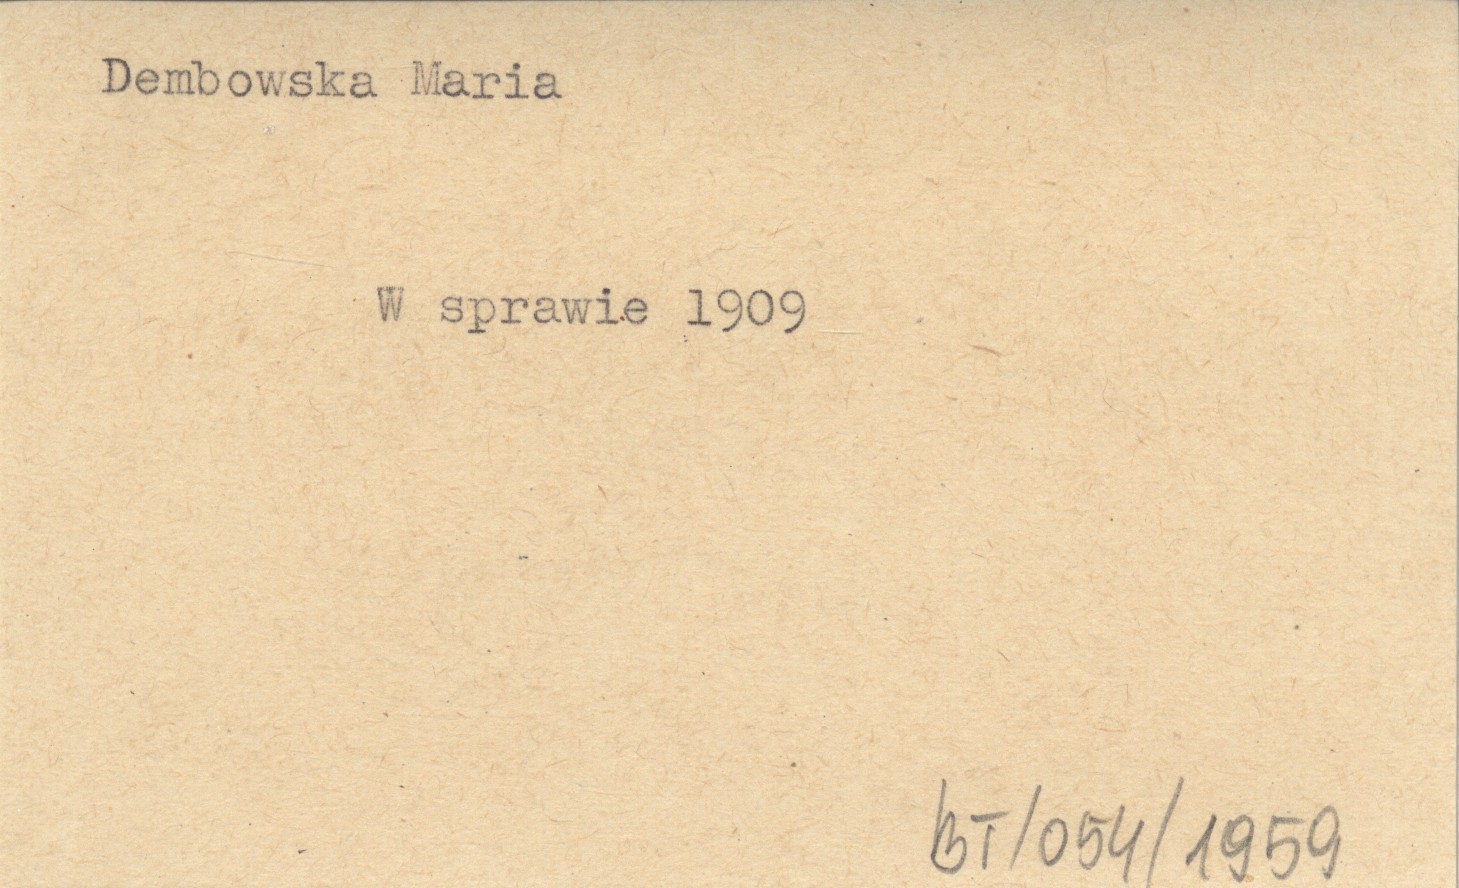 Dembowska Maria
W sprawie 1909
BT/054/1959